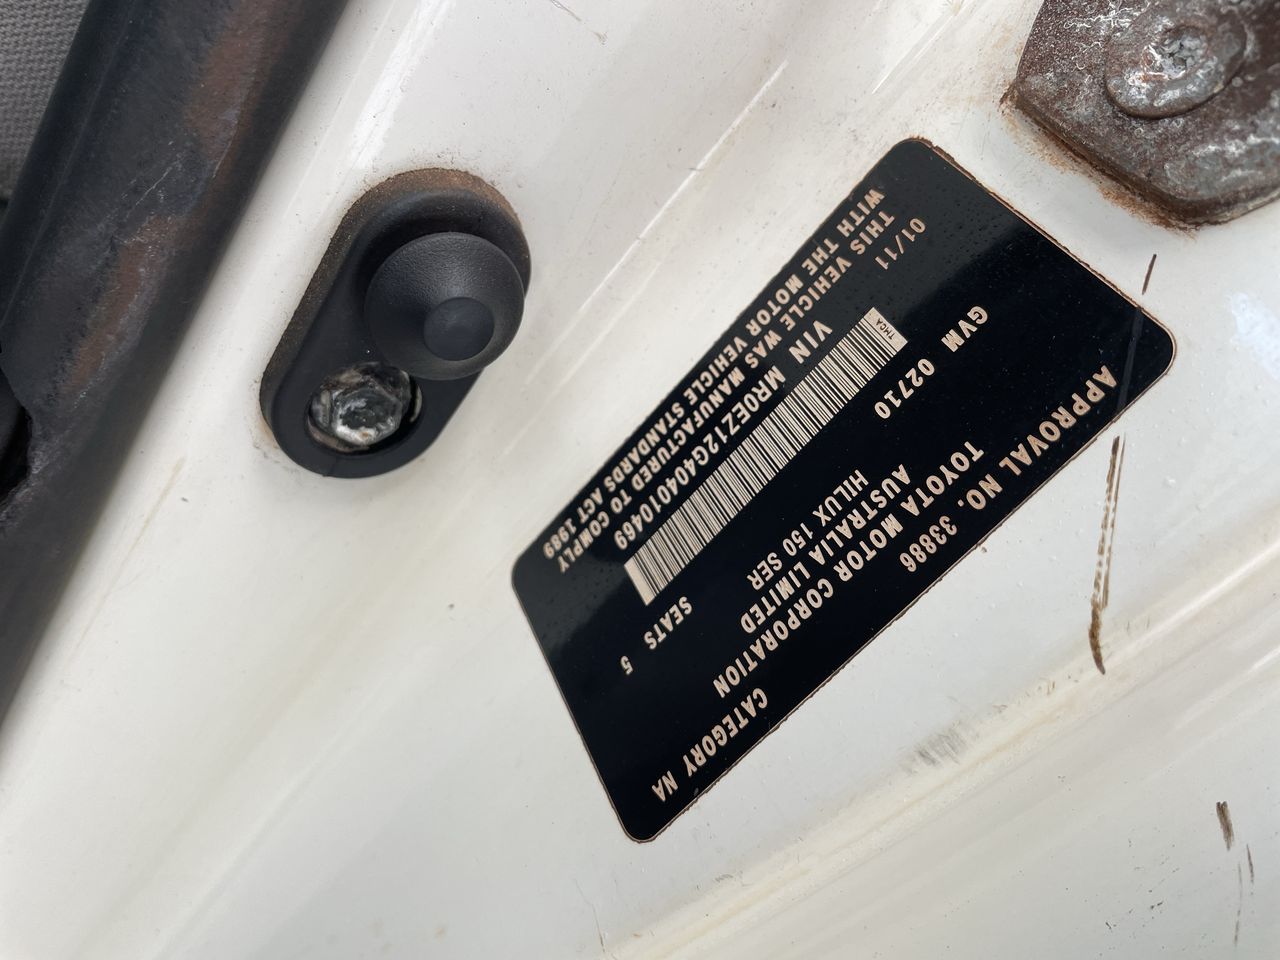 APPROVAL NO. 33886 CATEGORY NA
TOYOTA MOTOR CORPORATION
AUSTRALIA LIMITED
HILUX 150 SER
GVM 02710 SEATS 5
TMCA
VIN MR0EZ12G404010469
01/11
THIS VEHICLE WAS MANUFACTURED TO COMPLY
WITH THE MOTOR VEHICLE STANDARDS ACT 1989